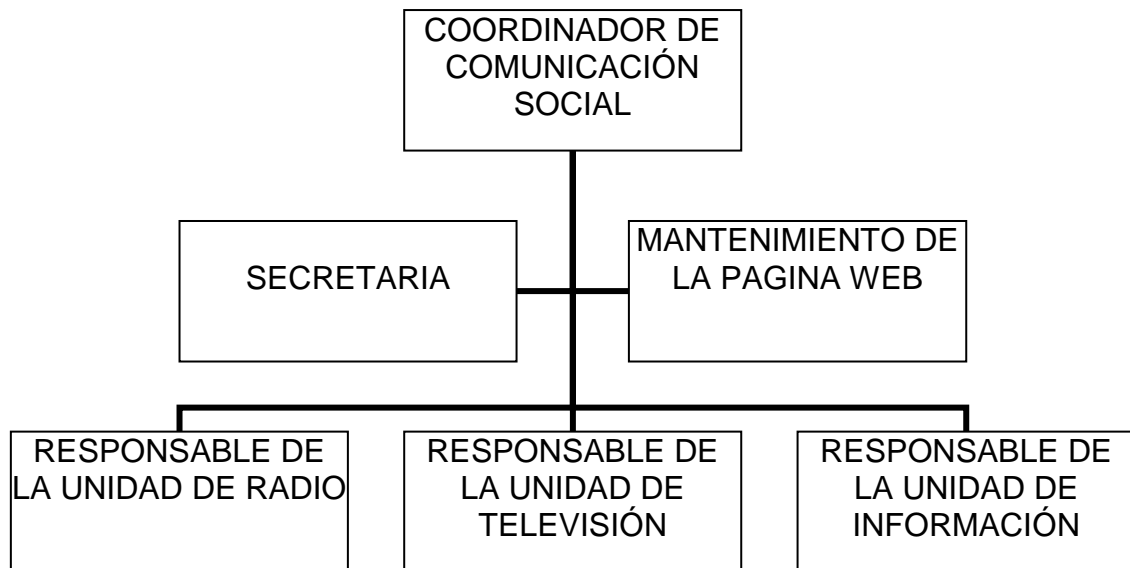 COORDINADOR DE
COMUNICACIÓN
SOCIAL
SECRETARIA
MANTENIMIENTO DE
LA PAGINA WEB
RESPONSABLE DE
LA UNIDAD DE RADIO
RESPONSABLE DE
LA UNIDAD DE
TELEVISIÓN
RESPONSABLE DE
LA UNIDAD DE
INFORMACIÓN